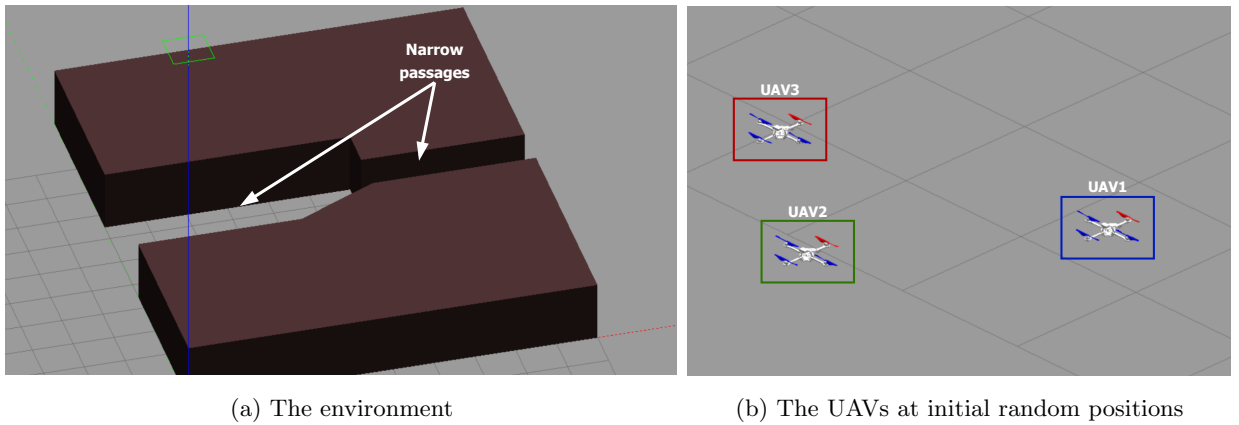 Narrow
passages
UAV3
UAV2
UAV1
(a) The environment
(b) The UAVs at initial random positions